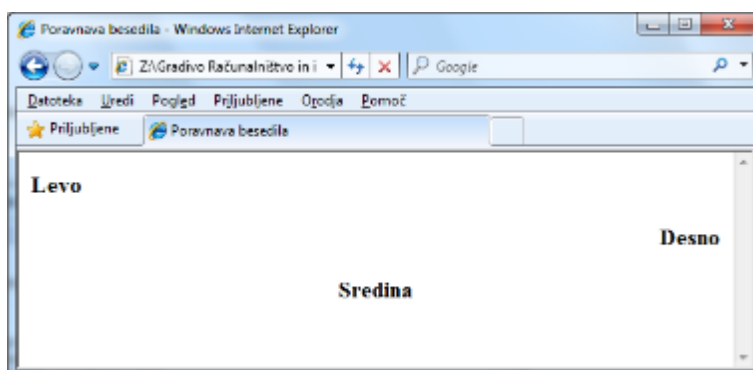 Poravnava besedila - Windows Internet Explorer
Z:\Gradivo Računalništvo in i
Google
Datoteka Uredi Pogled Priljubljene Orodja Pomoč
Priljubljene Poravnava besedila
Levo
Desno
Sredina